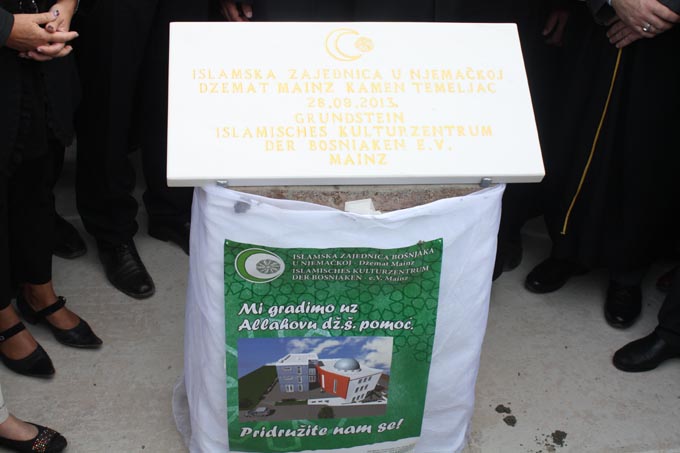 ISLAMSKA ZAJEDNICA U NJEMAČKOJ
DZEMAT MAINZ KAMEN TEMELJAC
28.09.2013.
GRUNDSTEIN
ISLAMISCHES KULTURZENTRUM
DER BOSNIAKEN E.V.
MAINZ
ISLAMSKA ZAJEDNICA BOŠNJAKA
U NJEMAČKOJ - Džemat Mainz
ISLAMISCHES KULTURZENTRUM
DER BOSNIAKEN - e.V. Mainz
Mi gradimo uz
Allahovu dž.š. pomoć.
Pridružite nam se!